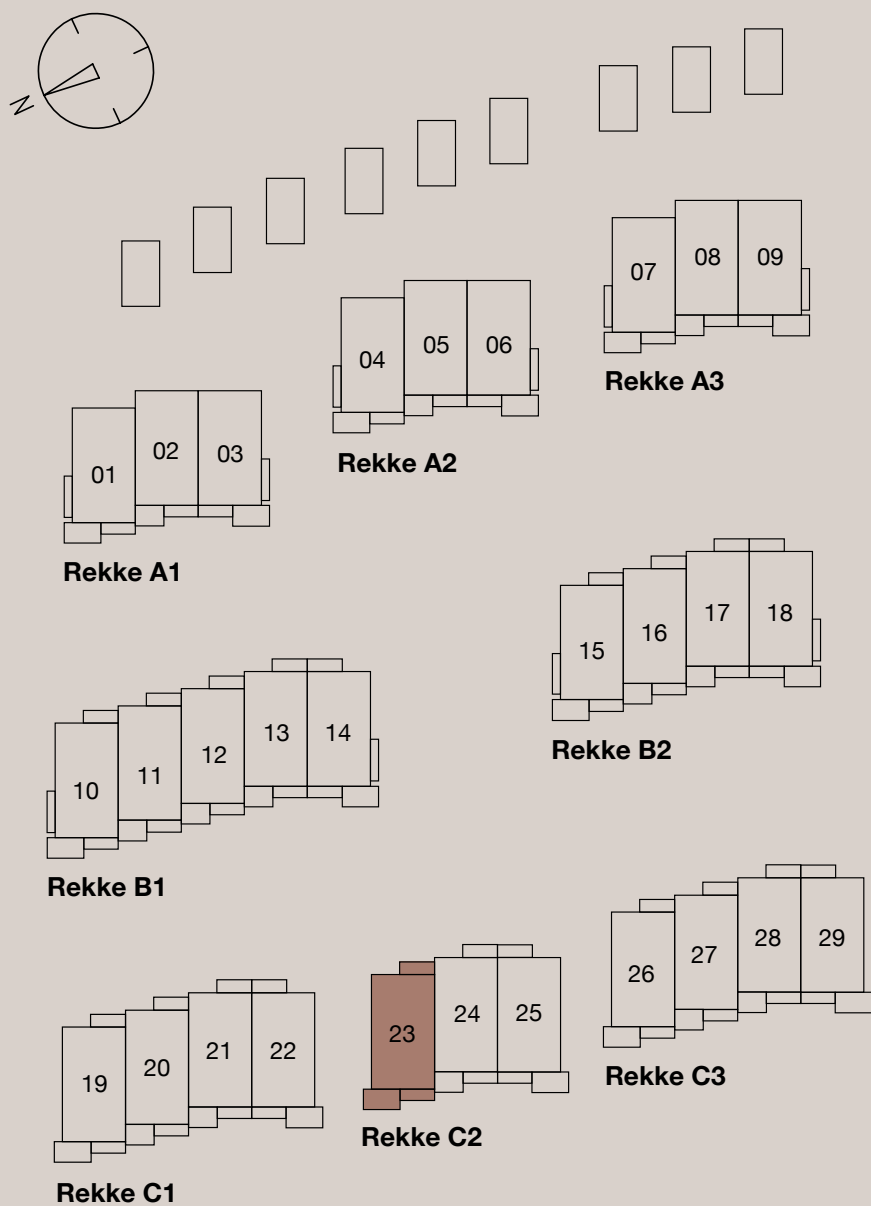 N
07 08 09
Rekke A3
04 05 06
Rekke A2
01 02 03
Rekke A1
15 16 17 18
Rekke B2
10 11 12 13 14
Rekke B1
26 27 28 29
Rekke C3
23 24 25
Rekke C2
19 20 21 22
Rekke C1